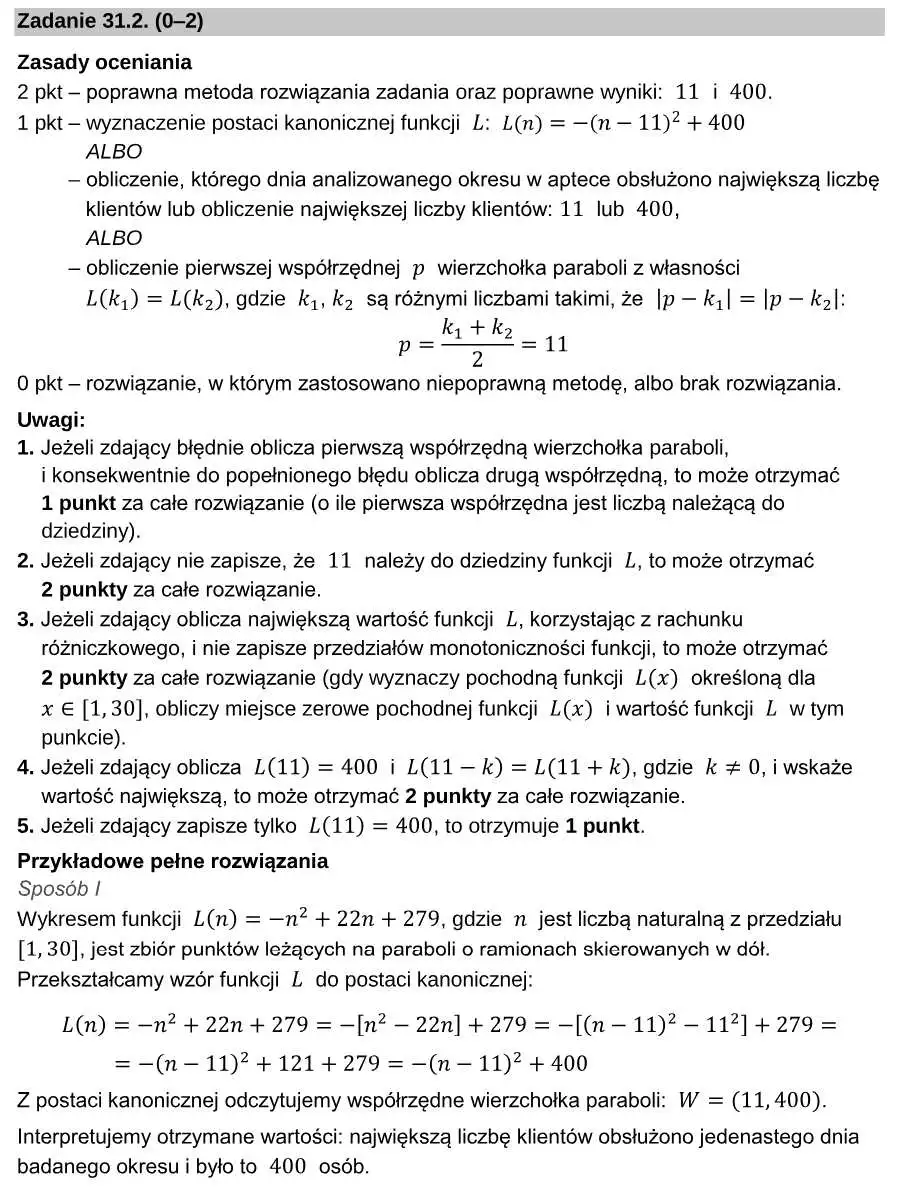 Zadanie 31.2. (0–2)
Zasady oceniania
2 pkt – poprawna metoda rozwiązania zadania oraz poprawne wyniki: 11 i 400.
1 pkt – wyznaczenie postaci kanonicznej funkcji L: L(n) = −(n − 11)² + 400
ALBO
– obliczenie, którego dnia analizowanego okresu w aptece obsłużono największą liczbę
klientów lub obliczenie największej liczby klientów: 11 lub 400,
ALBO
– obliczenie pierwszej współrzędnej p wierzchołka paraboli z własności
L(k₁) = L(k₂), gdzie k₁, k₂ są różnymi liczbami takimi, że |p − k₁| = |p − k₂|:
p = (k₁ + k₂)/2 = 11
0 pkt – rozwiązanie, w którym zastosowano niepoprawną metodę, albo brak rozwiązania.
Uwagi:
1. Jeżeli zdający błędnie oblicza pierwszą współrzędną wierzchołka paraboli,
i konsekwentnie do popełnionego błędu oblicza drugą współrzędną, to może otrzymać
1 punkt za całe rozwiązanie (o ile pierwsza współrzędna jest liczbą należącą do
dziedziny).
2. Jeżeli zdający nie zapisze, że 11 należy do dziedziny funkcji L, to może otrzymać
2 punkty za całe rozwiązanie.
3. Jeżeli zdający oblicza największą wartość funkcji L, korzystając z rachunku
różniczkowego, i nie zapisze przedziałów monotoniczności funkcji, to może otrzymać
2 punkty za całe rozwiązanie (gdy wyznaczy pochodną funkcji L(x) określoną dla
x ∈ [1, 30], obliczy miejsce zerowe pochodnej funkcji L(x) i wartość funkcji L w tym
punkcie).
4. Jeżeli zdający oblicza L(11) = 400 i L(11 − k) = L(11 + k), gdzie k ≠ 0, i wskaże
wartość największą, to może otrzymać 2 punkty za całe rozwiązanie.
5. Jeżeli zdający zapisze tylko L(11) = 400, to otrzymuje 1 punkt.
Przykładowe pełne rozwiązania
Sposób I
Wykresem funkcji L(n) = −n² + 22n + 279, gdzie n jest liczbą naturalną z przedziału
[1, 30], jest zbiór punktów leżących na paraboli o ramionach skierowanych w dół.
Przekształcamy wzór funkcji L do postaci kanonicznej:
L(n) = −n² + 22n + 279 = −[n² − 22n] + 279 = −[(n − 11)² − 11²] + 279 =
= −(n − 11)² + 121 + 279 = −(n − 11)² + 400
Z postaci kanonicznej odczytujemy współrzędne wierzchołka paraboli: W = (11, 400).
Interpretujemy otrzymane wartości: największą liczbę klientów obsłużono jedenastego dnia
badanego okresu i było to 400 osób.